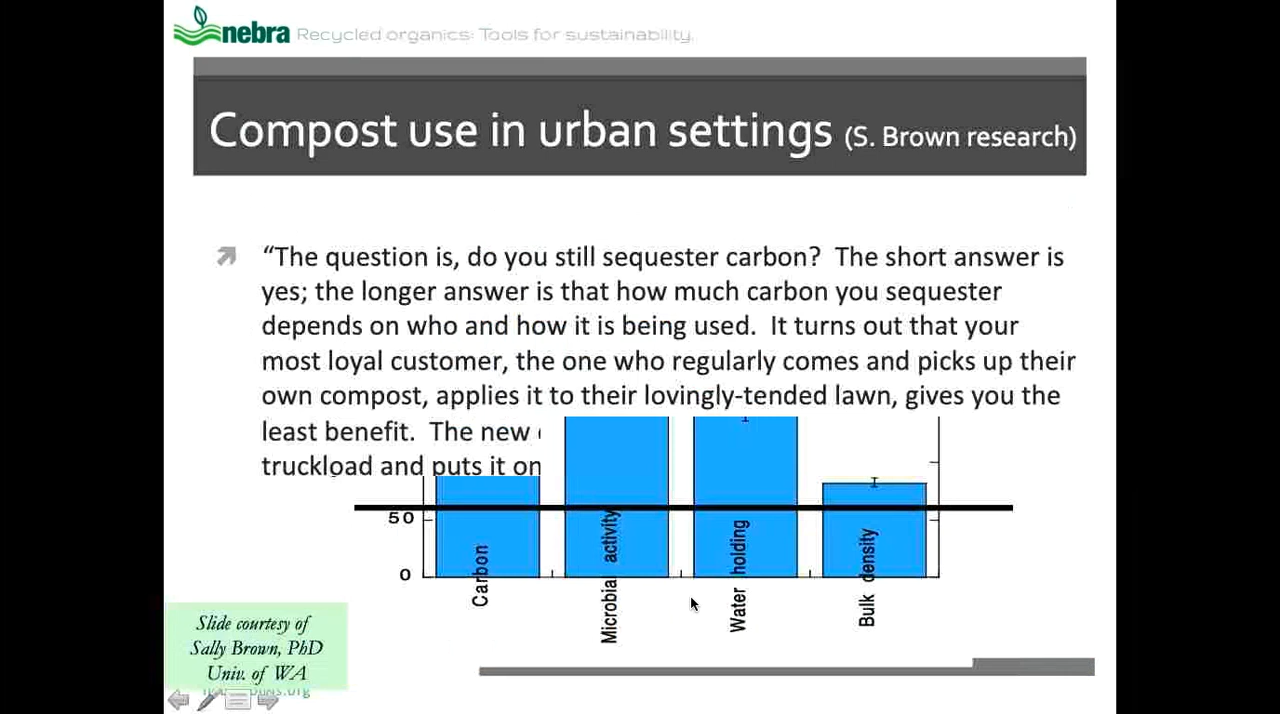 nebra Recycled organics: Tools for sustainability.
Compost use in urban settings (S. Brown research)
“The question is, do you still sequester carbon? The short answer is
yes; the longer answer is that how much carbon you sequester
depends on who and how it is being used. It turns out that your
most loyal customer, the one who regularly comes and picks up their
own compost, applies it to their lovingly-tended lawn, gives you the
least benefit. The new
truckload and puts it on
50
0
Carbon
Microbial activity
Water holding
Bulk density
Slide courtesy of
Sally Brown, PhD
Univ. of WA